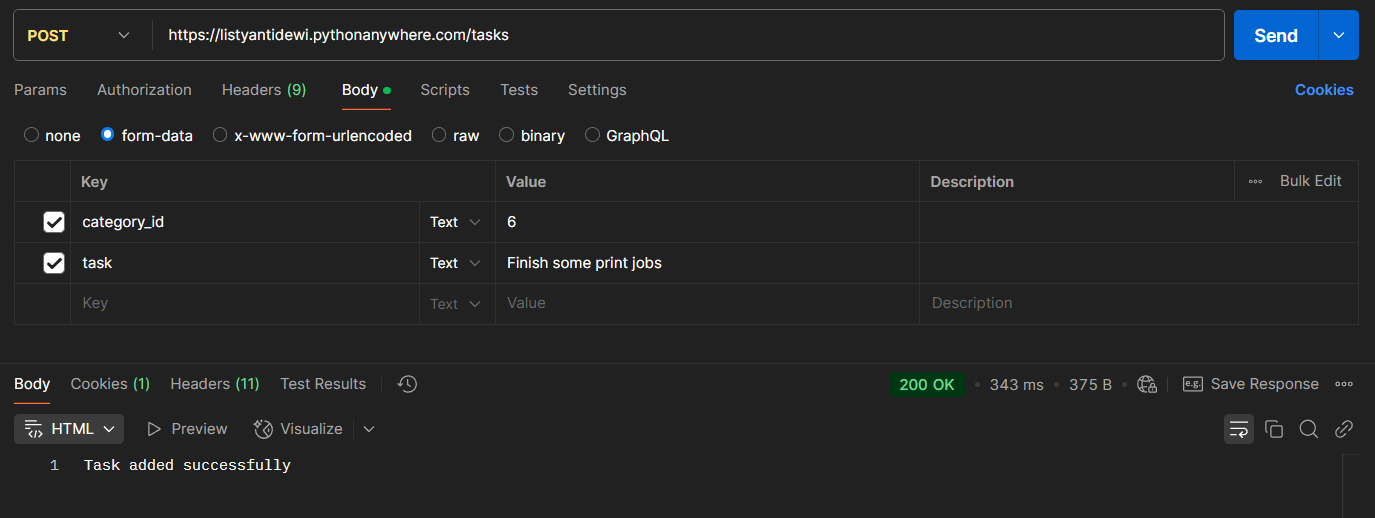 POST https://listyantidewi.pythonanywhere.com/tasks Send
Params Authorization Headers (9) Body Scripts Tests Settings Cookies
none form-data x-www-form-urlencoded raw binary GraphQL
Key Value Description Bulk Edit
category_id Text 6
task Text Finish some print jobs
Key Text Value Description
Body Cookies (1) Headers (11) Test Results 200 OK 343 ms 375 B e.g. Save Response
HTML Preview Visualize
1 Task added successfully